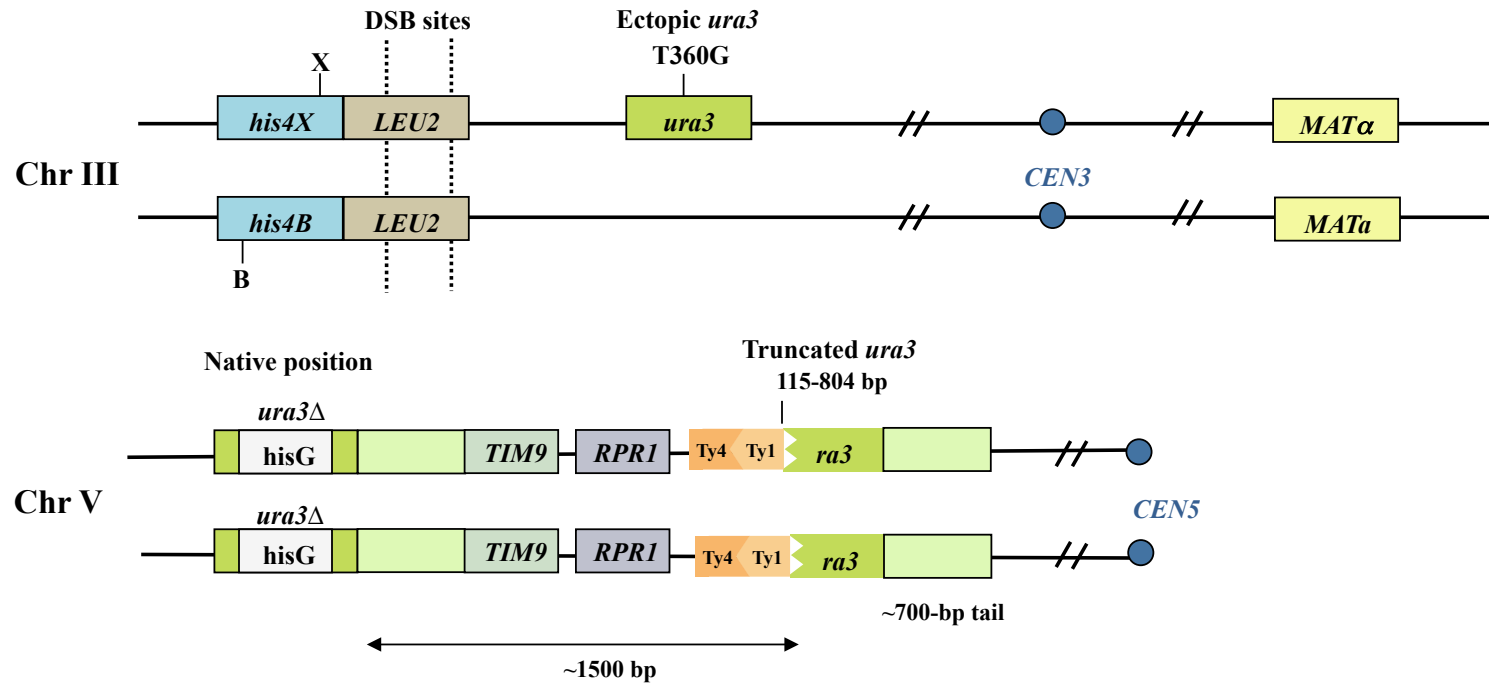 DSB sites
Ectopic ura3
T360G
X
his4X LEU2 ura3 MATα
Chr III
CEN3
his4B LEU2 MATa
B
Native position
Truncated ura3
115-804 bp
ura3Δ
hisG TIM9 RPR1 Ty4 Ty1 ra3
Chr V
CEN5
ura3Δ
hisG TIM9 RPR1 Ty4 Ty1 ra3
~700-bp tail
~1500 bp